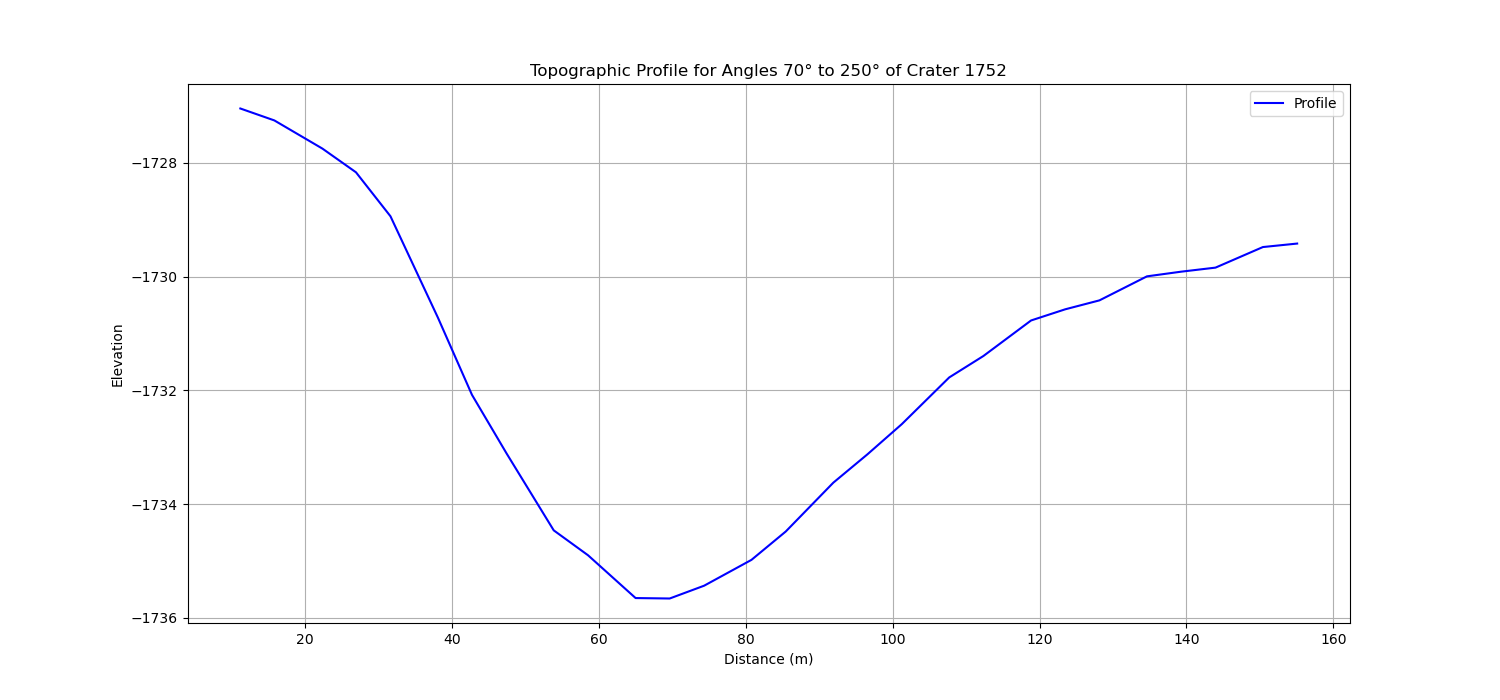 Topographic Profile for Angles 70° to 250° of Crater 1752
Profile
−1728
−1730
−1732
−1734
−1736
Elevation
20 40 60 80 100 120 140 160
Distance (m)